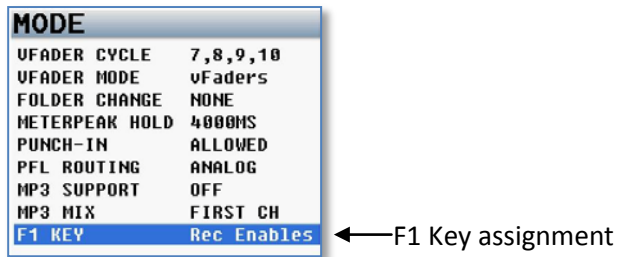 MODE
VFADER CYCLE 7,8,9,10
VFADER MODE vFaders
FOLDER CHANGE NONE
METERPEAK HOLD 4000MS
PUNCH-IN ALLOWED
PFL ROUTING ANALOG
MP3 SUPPORT OFF
MP3 MIX FIRST CH
F1 KEY Rec Enables
F1 Key assignment